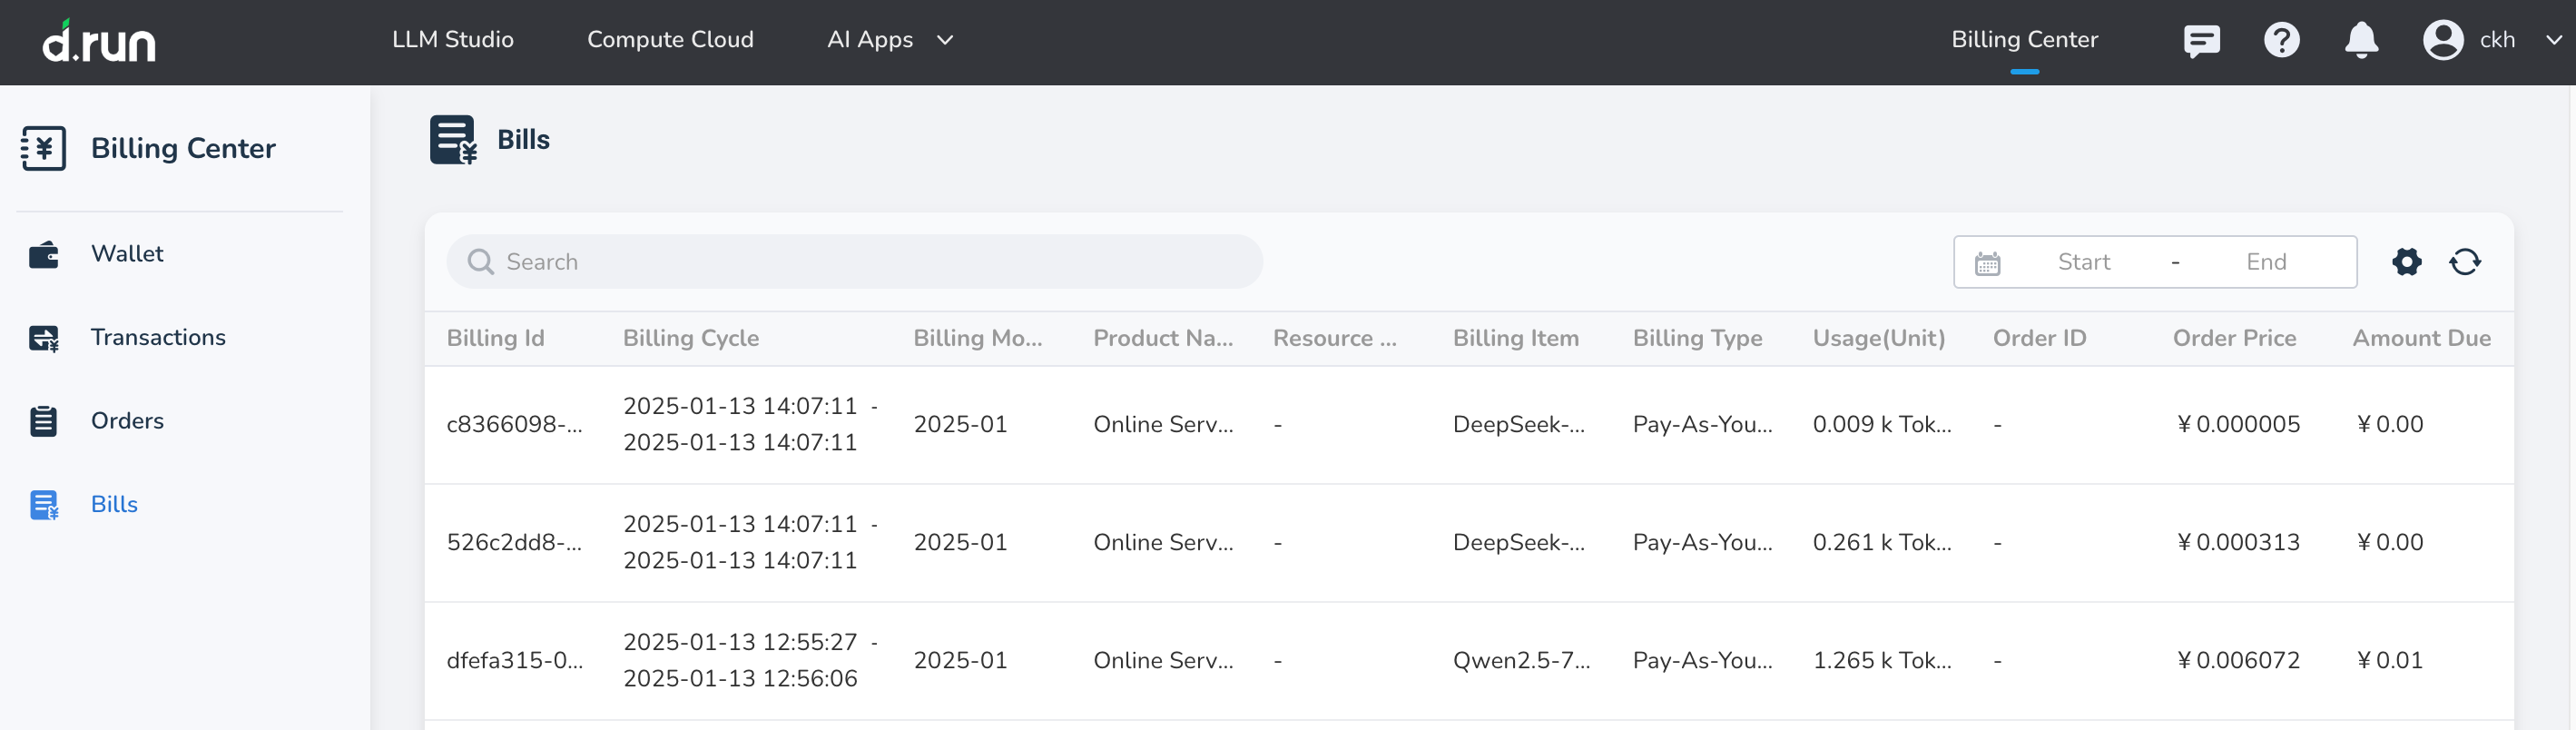 d.run LLM Studio Compute Cloud AI Apps Billing Center ckh
Billing Center
Wallet
Transactions
Orders
Bills
Bills
Search Start - End
Billing Id Billing Cycle Billing Mo... Product Na... Resource ... Billing Item Billing Type Usage(Unit) Order ID Order Price Amount Due
c8366098-... 2025-01-13 14:07:11 - 2025-01-13 14:07:11 2025-01 Online Serv... - DeepSeek-... Pay-As-You... 0.009 k Tok... - ¥ 0.000005 ¥ 0.00
526c2dd8-... 2025-01-13 14:07:11 - 2025-01-13 14:07:11 2025-01 Online Serv... - DeepSeek-... Pay-As-You... 0.261 k Tok... - ¥ 0.000313 ¥ 0.00
dfefa315-0... 2025-01-13 12:55:27 - 2025-01-13 12:56:06 2025-01 Online Serv... - Qwen2.5-7... Pay-As-You... 1.265 k Tok... - ¥ 0.006072 ¥ 0.01